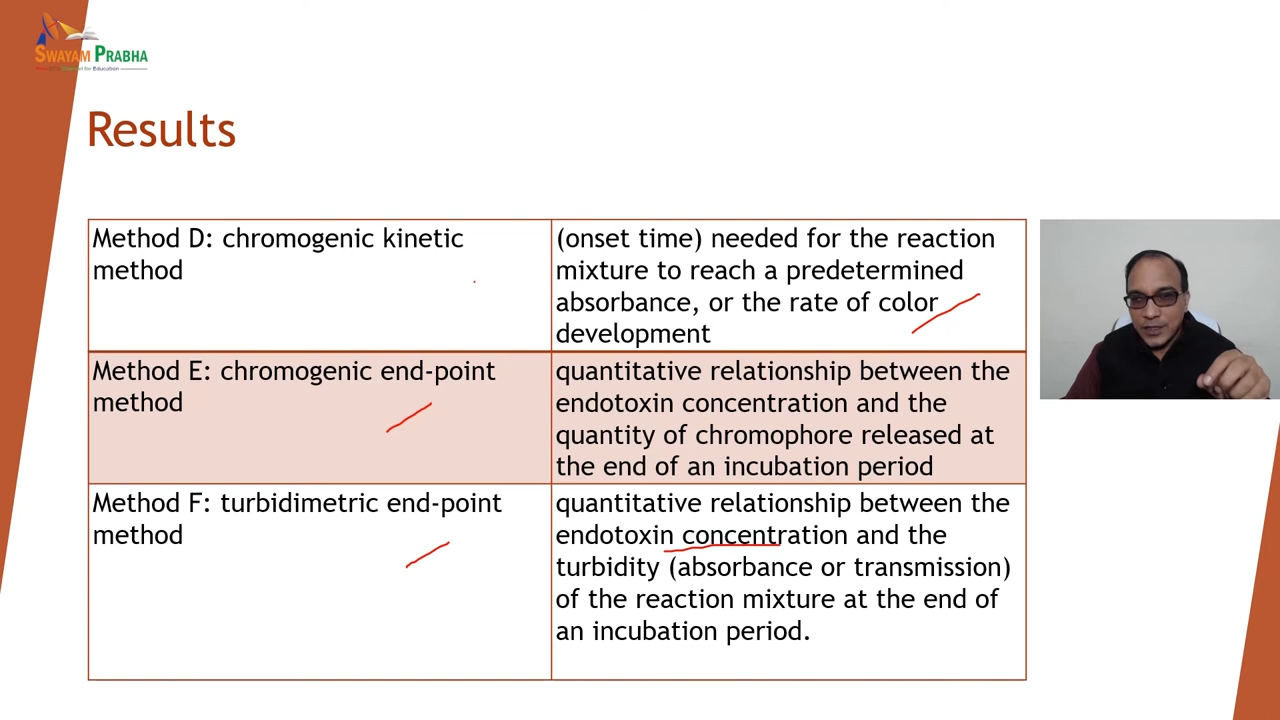 SWAYAM PRABHA
Results
Method D: chromogenic kinetic
method
(onset time) needed for the reaction
mixture to reach a predetermined
absorbance, or the rate of color
development
Method E: chromogenic end-point
method
quantitative relationship between the
endotoxin concentration and the
quantity of chromophore released at
the end of an incubation period
Method F: turbidimetric end-point
method
quantitative relationship between the
endotoxin concentration and the
turbidity (absorbance or transmission)
of the reaction mixture at the end of
an incubation period.